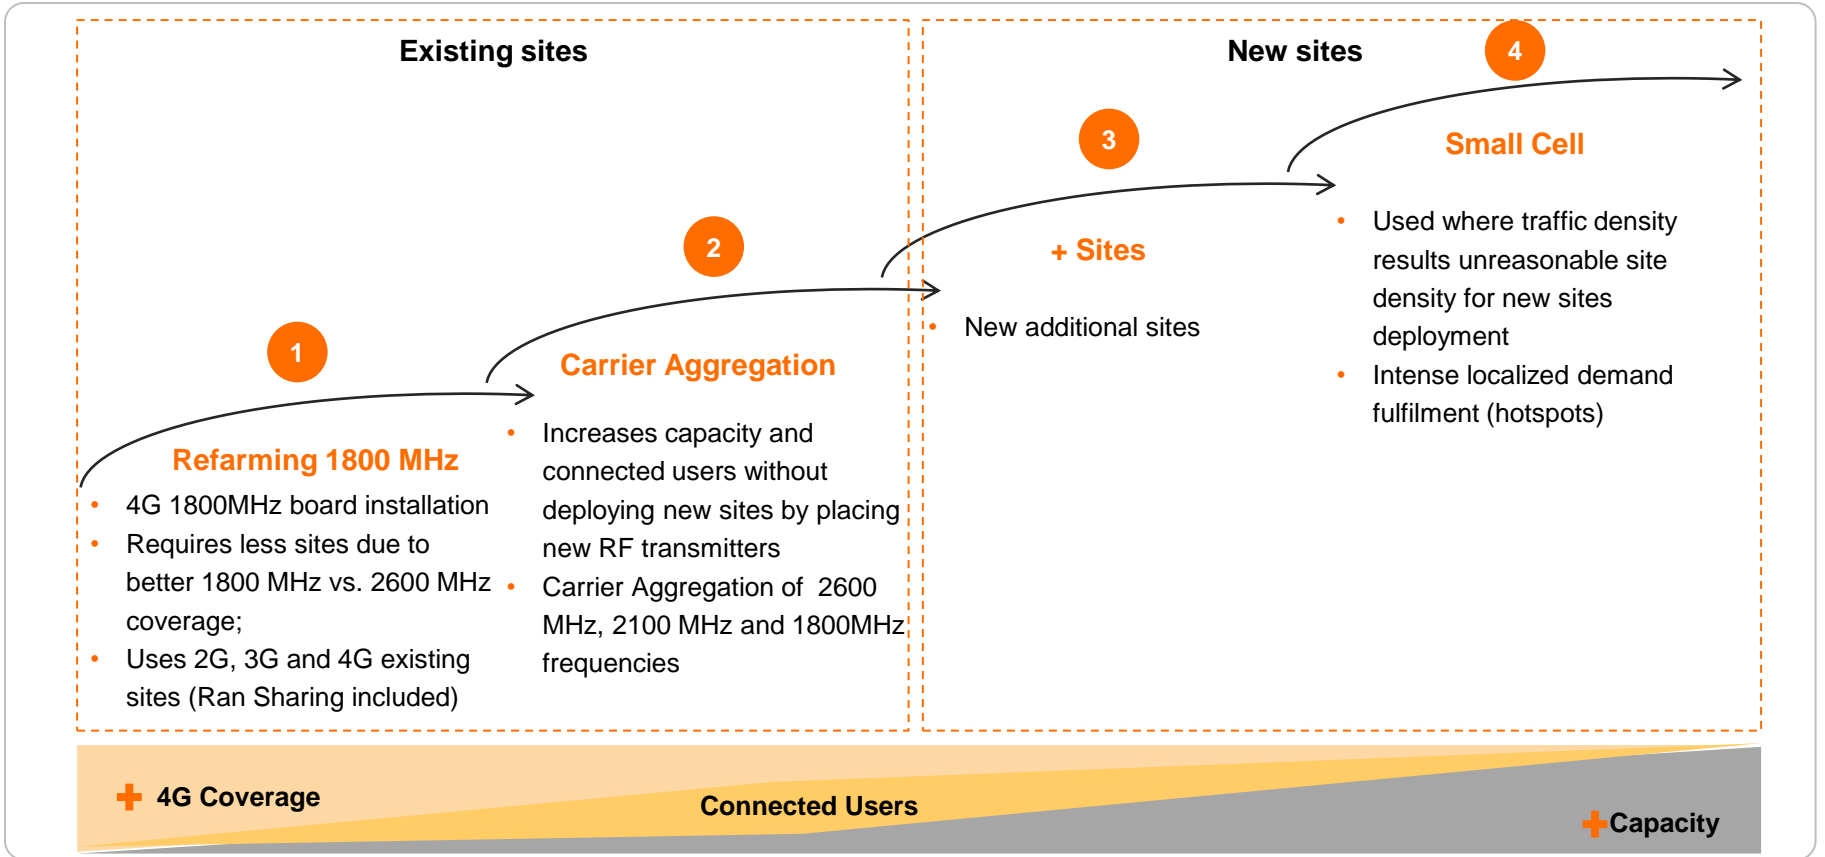 Existing sites
1
Refarming 1800 MHz
• 4G 1800MHz board installation
• Requires less sites due to
better 1800 MHz vs. 2600 MHz
coverage;
• Uses 2G, 3G and 4G existing
sites (Ran Sharing included)
2
Carrier Aggregation
• Increases capacity and
connected users without
deploying new sites by placing
new RF transmitters
• Carrier Aggregation of  2600
MHz, 2100 MHz and 1800MHz
frequencies
New sites
3
+ Sites
• New additional sites
4
Small Cell
• Used where traffic density
results unreasonable site
density for new sites
deployment
• Intense localized demand
fulfilment (hotspots)
+ 4G Coverage
Connected Users
+Capacity